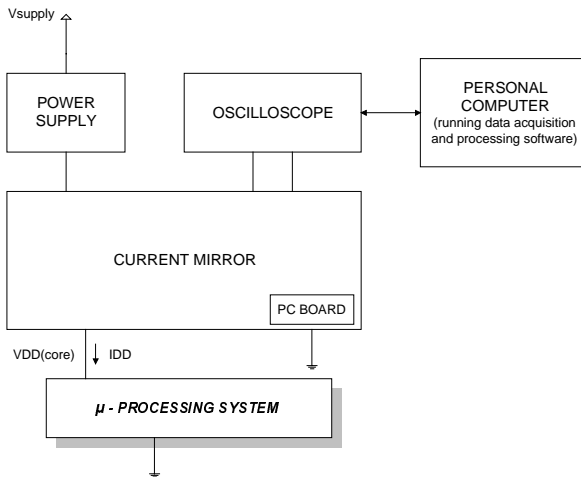 Vsupply
POWER
SUPPLY
OSCILLOSCOPE
PERSONAL
COMPUTER
(running data acquisition
and processing software)
CURRENT MIRROR
PC BOARD
VDD(core)
IDD
μ - PROCESSING SYSTEM